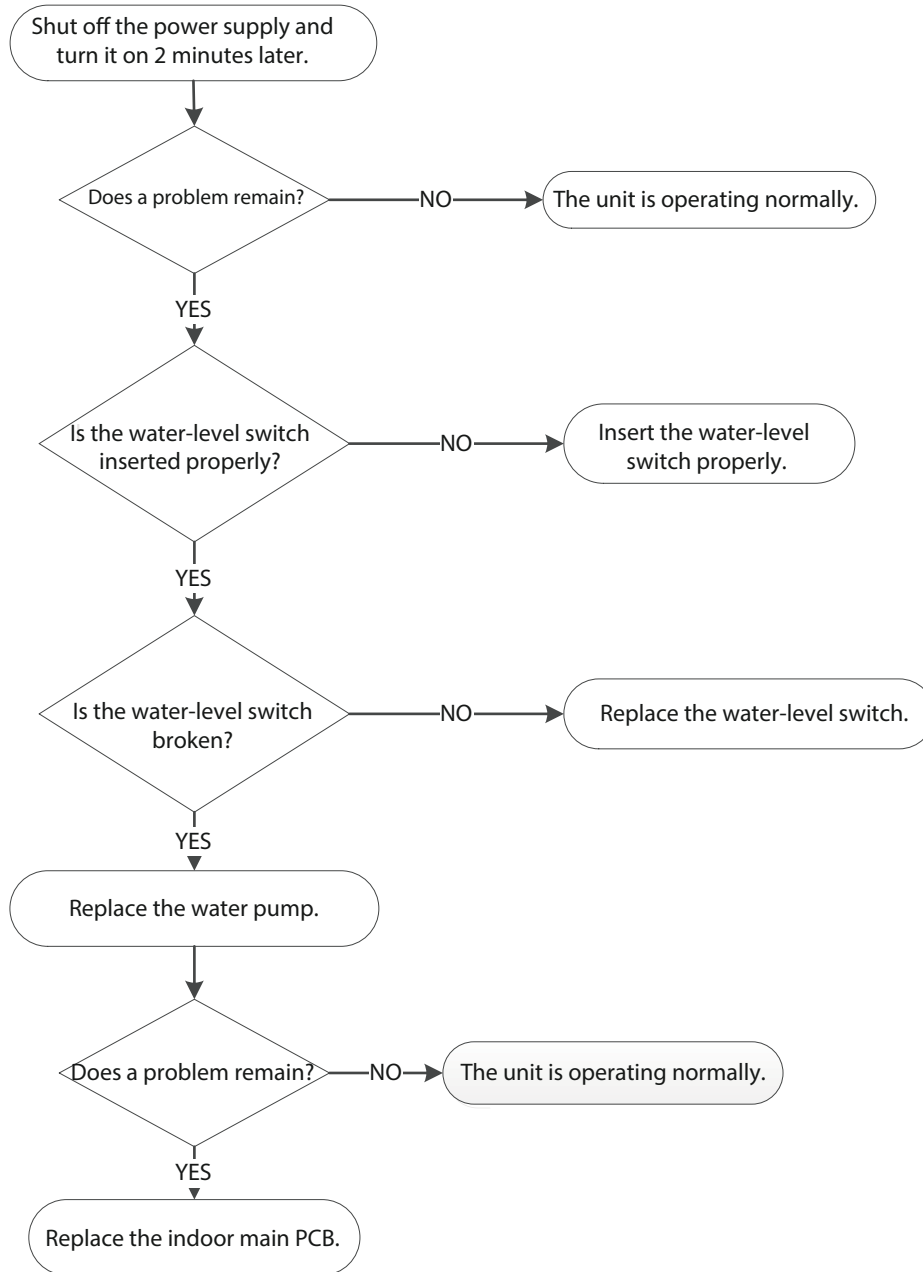 Shut off the power supply and
turn it on 2 minutes later.
Does a problem remain?
NO
The unit is operating normally.
YES
Is the water-level switch
inserted properly?
NO
Insert the water-level
switch properly.
YES
Is the water-level switch
broken?
NO
Replace the water-level switch.
YES
Replace the water pump.
Does a problem remain?
NO
The unit is operating normally.
YES
Replace the indoor main PCB.